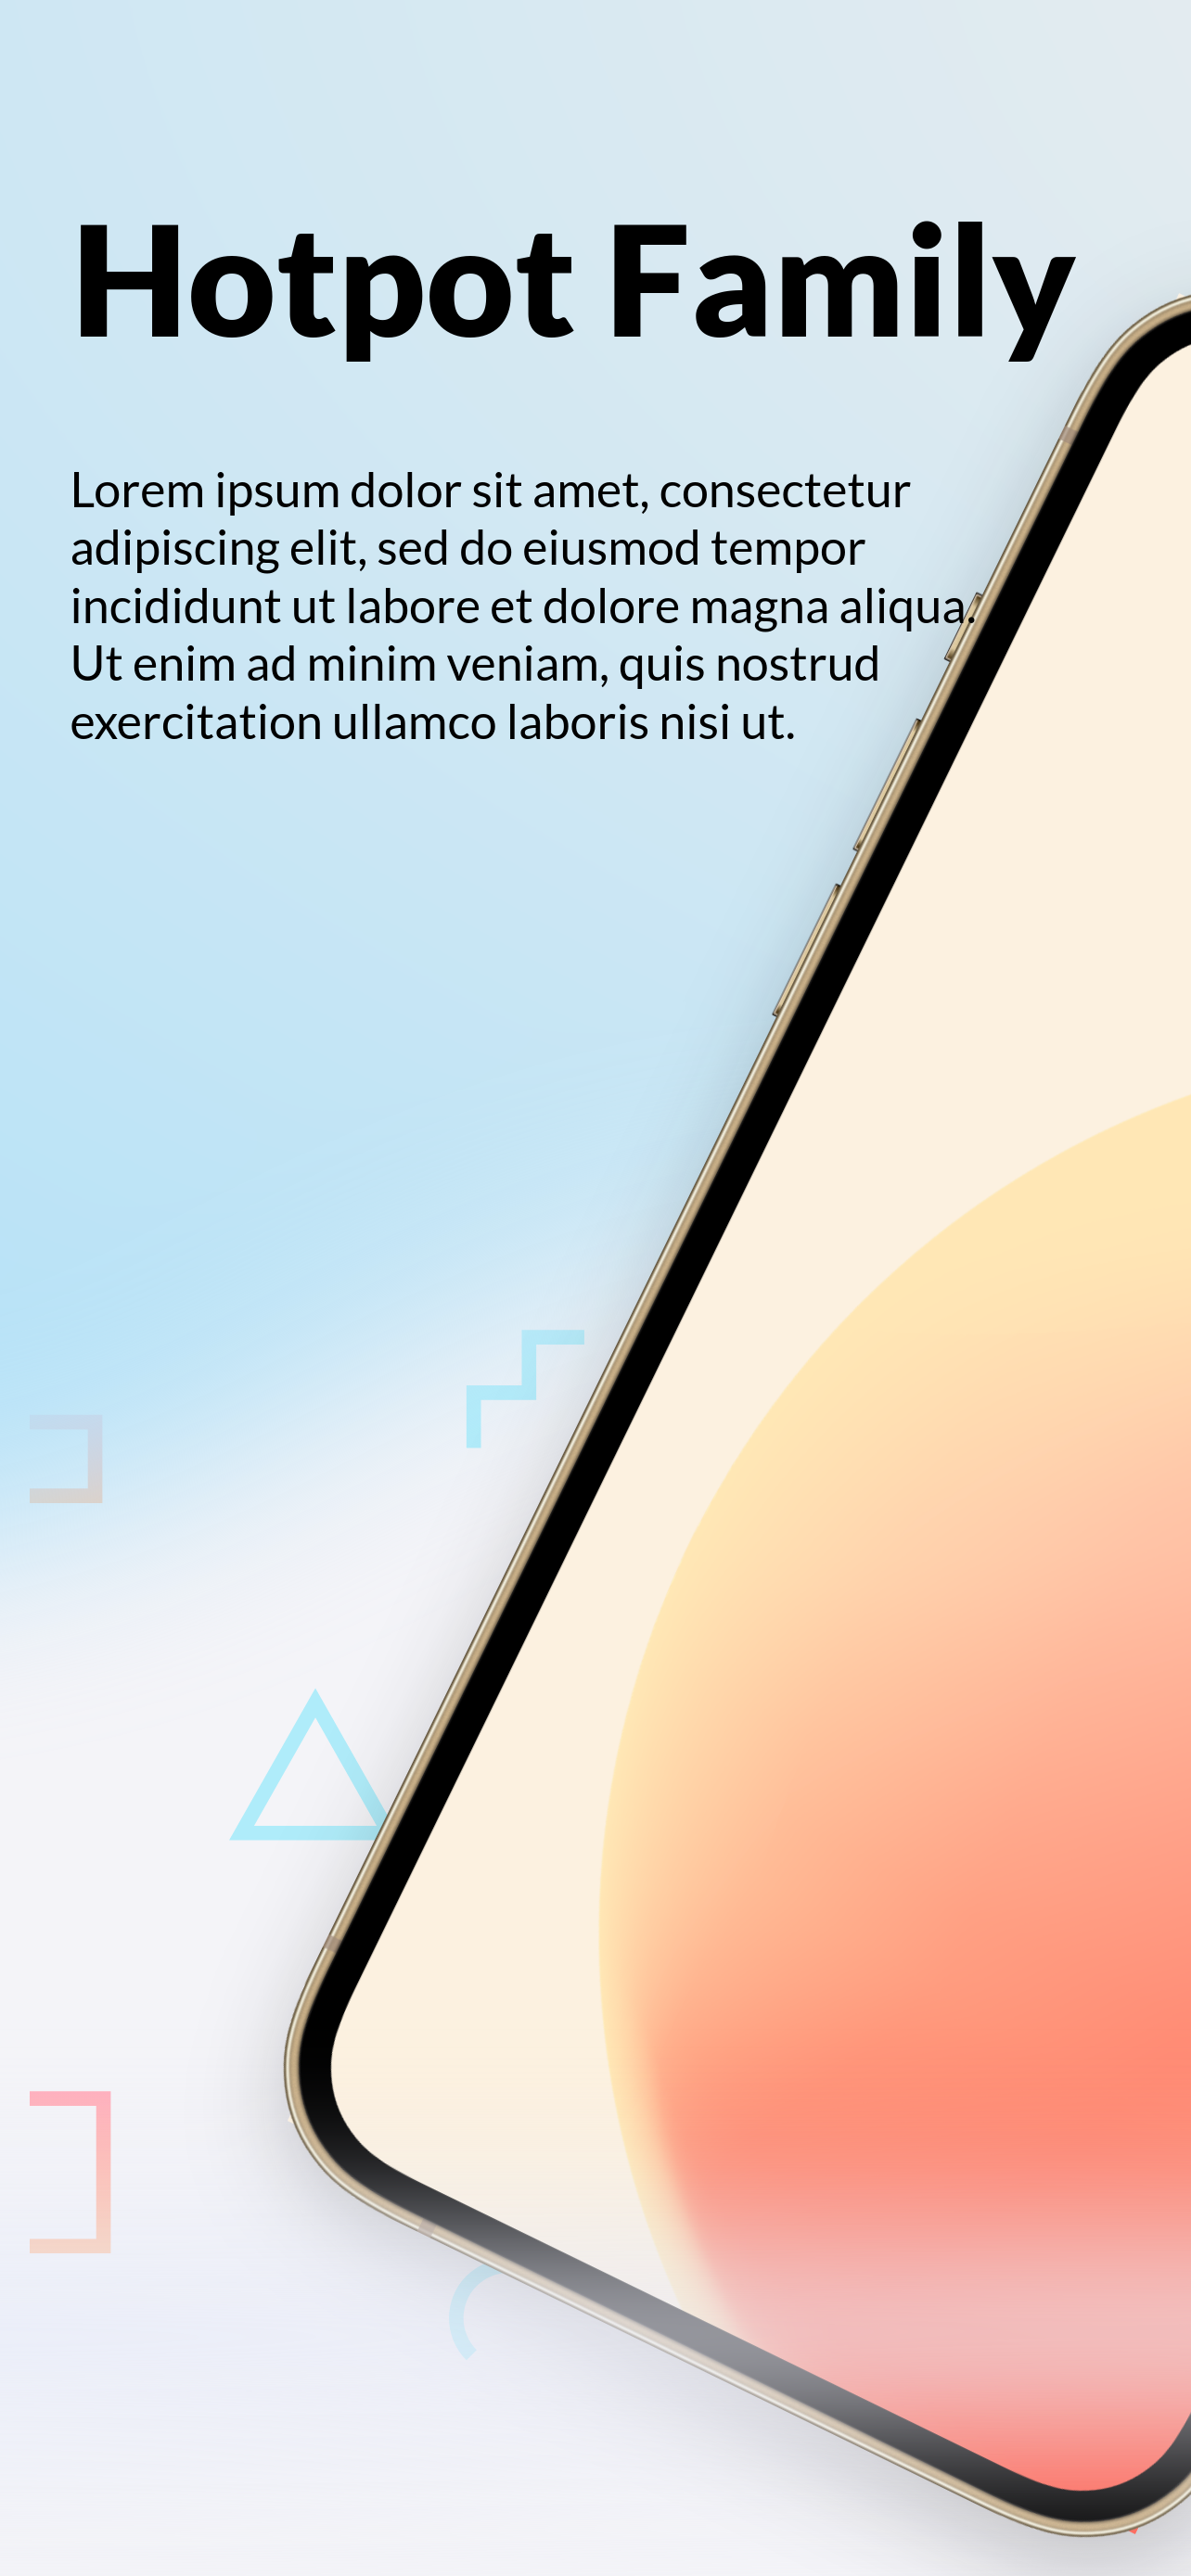 Hotpot Family
Lorem ipsum dolor sit amet, consectetur
adipiscing elit, sed do eiusmod tempor
incididunt ut labore et dolore magna aliqua.
Ut enim ad minim veniam, quis nostrud
exercitation ullamco laboris nisi ut.